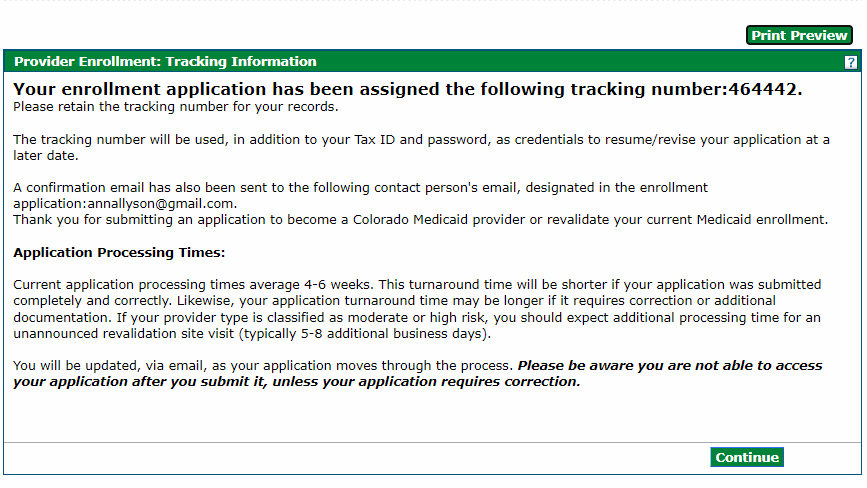 Print Preview
Provider Enrollment: Tracking Information
?
Your enrollment application has been assigned the following tracking number:464442.
Please retain the tracking number for your records.
The tracking number will be used, in addition to your Tax ID and password, as credentials to resume/revise your application at a
later date.
A confirmation email has also been sent to the following contact person's email, designated in the enrollment
application:annallyson@gmail.com.
Thank you for submitting an application to become a Colorado Medicaid provider or revalidate your current Medicaid enrollment.
Application Processing Times:
Current application processing times average 4-6 weeks. This turnaround time will be shorter if your application was submitted
completely and correctly. Likewise, your application turnaround time may be longer if it requires correction or additional
documentation. If your provider type is classified as moderate or high risk, you should expect additional processing time for an
unannounced revalidation site visit (typically 5-8 additional business days).
You will be updated, via email, as your application moves through the process. Please be aware you are not able to access
your application after you submit it, unless your application requires correction.
Continue